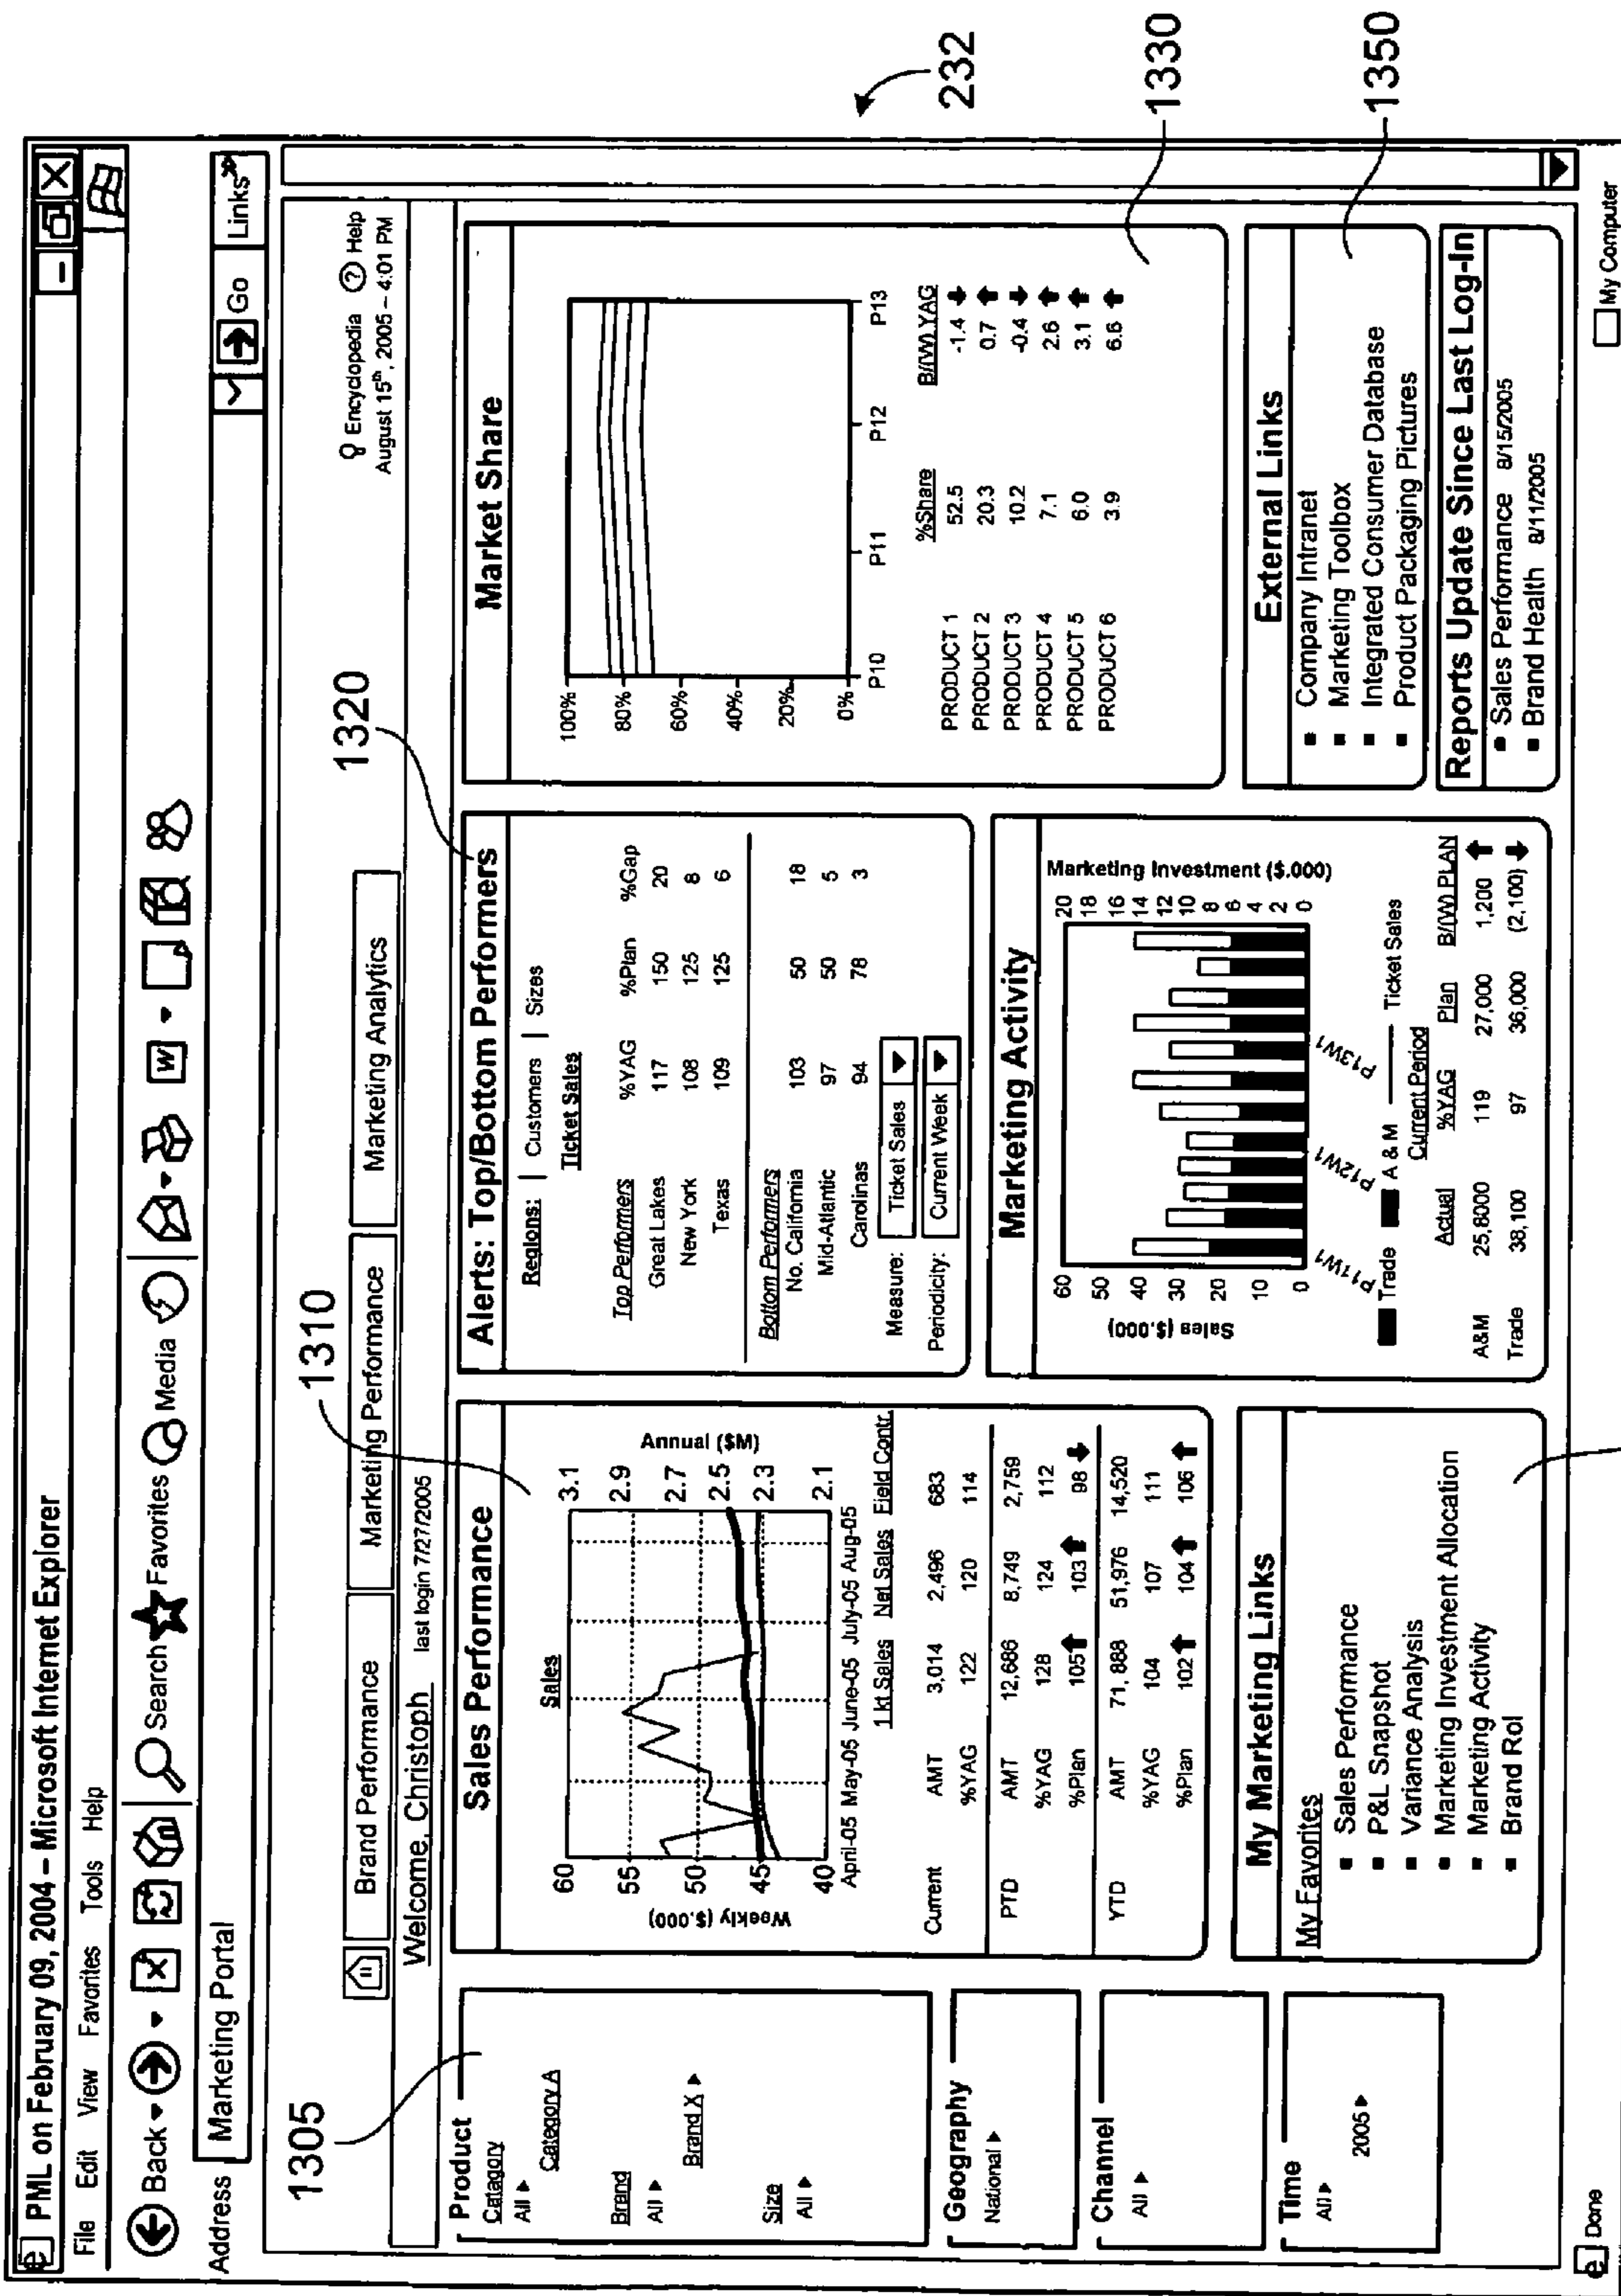 PML on February 09, 2004 – Microsoft Internet Explorer
File Edit View Favorites Tools Help
Back Search Favorites Media
Address Marketing Portal Go Links »
1305
1310
1320
232
1330
1350
Brand Performance Marketing Performance Marketing Analytics
Encyclopedia ? Help
Welcome, Christoph last login 7/27/2005
August 15th, 2005 – 4:01 PM
Product
Catagory
All ▶
Category A
Brand
All ▶
Brand X ▶
Size
All ▶
Geography
National ▶
Channel
All ▶
Time
All ▶
2005 ▶
Sales Performance
Sales
Weekly ($.000)
60
55
50
45
40
Annual ($M)
3.1
2.9
2.7
2.5
2.3
2.1
April-05 May-05 June-05 July-05 Aug-05
1 kt Sales Net Sales Field Contr.
Current AMT 3,014 2,496 683
%YAG 122 120 114
PTD AMT 12,686 8,749 2,759
%YAG 128 124 112
%Plan 105 103 98
YTD AMT 71,888 51,976 14,520
%YAG 104 107 111
%Plan 102 104 106
My Marketing Links
My Favorites
Sales Performance
P&L Snapshot
Variance Analysis
Marketing Investment Allocation
Marketing Activity
Brand RoI
Alerts: Top/Bottom Performers
Regions: | Customers | Sizes
Ticket Sales
Top Performers %YAG %Plan %Gap
Great Lakes 117 150 20
New York 108 125 8
Texas 109 125 6
Bottom Performers
No. California 103 50 18
Mid-Atlantic 97 50 5
Carolinas 94 78 3
Measure: Ticket Sales
Periodicity: Current Week
Marketing Activity
Sales ($.000)
60
50
40
30
20
10
0
Marketing Investment ($.000)
20
18
16
14
12
10
8
6
4
2
0
P11W1 P12W1 P13W1
Trade A & M Ticket Sales
Current Period
Actual %YAG Plan B/(W) PLAN
A&M 25,8000 119 27,000 1,200
Trade 38,100 97 36,000 (2,100)
Market Share
100%
80%
60%
40%
20%
0%
P10 P11 P12 P13
%Share B/(W) YAG
PRODUCT 1 52.5 -1.4
PRODUCT 2 20.3 0.7
PRODUCT 3 10.2 -0.4
PRODUCT 4 7.1 2.6
PRODUCT 5 6.0 3.1
PRODUCT 6 3.9 6.6
External Links
Company Intranet
Marketing Toolbox
Integrated Consumer Database
Product Packaging Pictures
Reports Update Since Last Log-In
Sales Performance 8/15/2005
Brand Health 8/11/2005
Done
My Computer